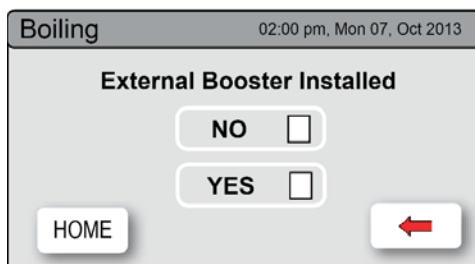 Boiling 02:00 pm, Mon 07, Oct 2013
External Booster Installed
NO
YES
HOME